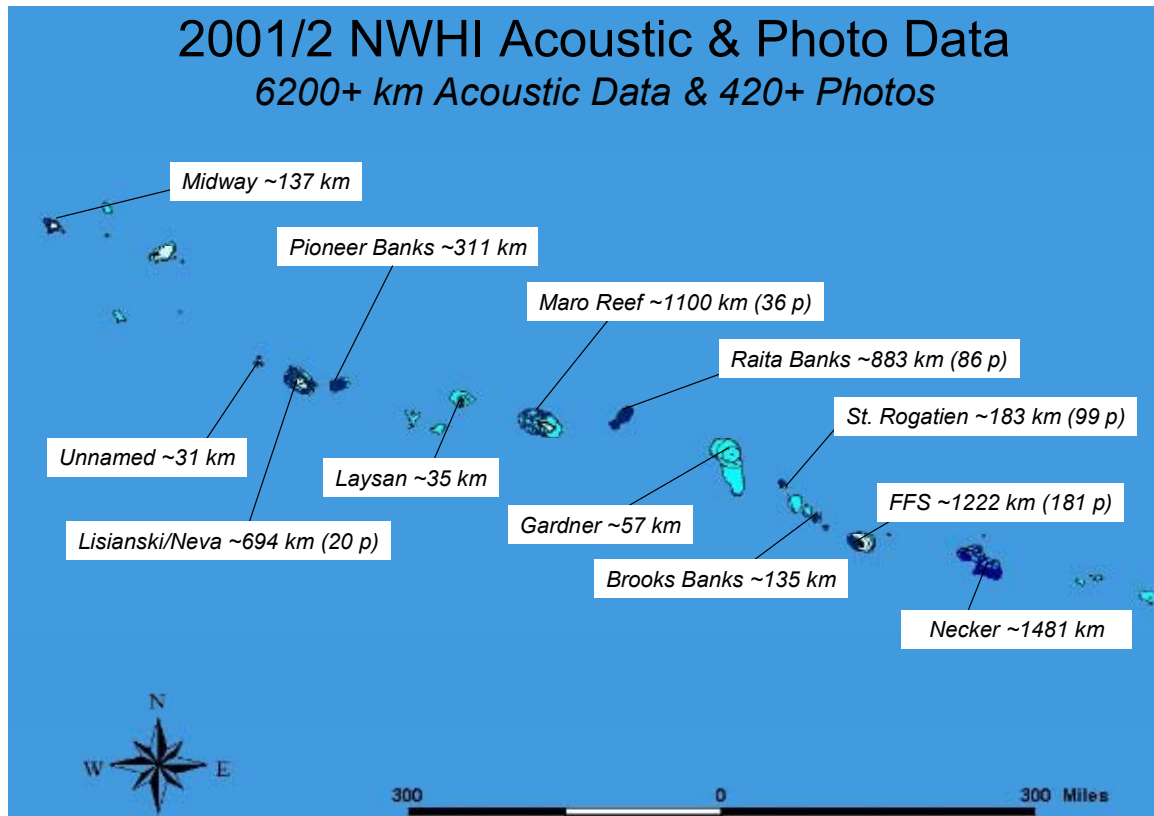 2001/2 NWHI Acoustic & Photo Data
6200+ km Acoustic Data & 420+ Photos
Midway ~137 km
Pioneer Banks ~311 km
Maro Reef ~1100 km (36 p)
Raita Banks ~883 km (86 p)
St. Rogatien ~183 km (99 p)
Unnamed ~31 km
Laysan ~35 km
FFS ~1222 km (181 p)
Gardner ~57 km
Lisianski/Neva ~694 km (20 p)
Brooks Banks ~135 km
Necker ~1481 km
N
W E
S
300 0 300 Miles